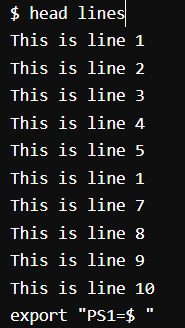 $ head lines
This is line 1
This is line 2
This is line 3
This is line 4
This is line 5
This is line 1
This is line 7
This is line 8
This is line 9
This is line 10
export "PS1=$ "